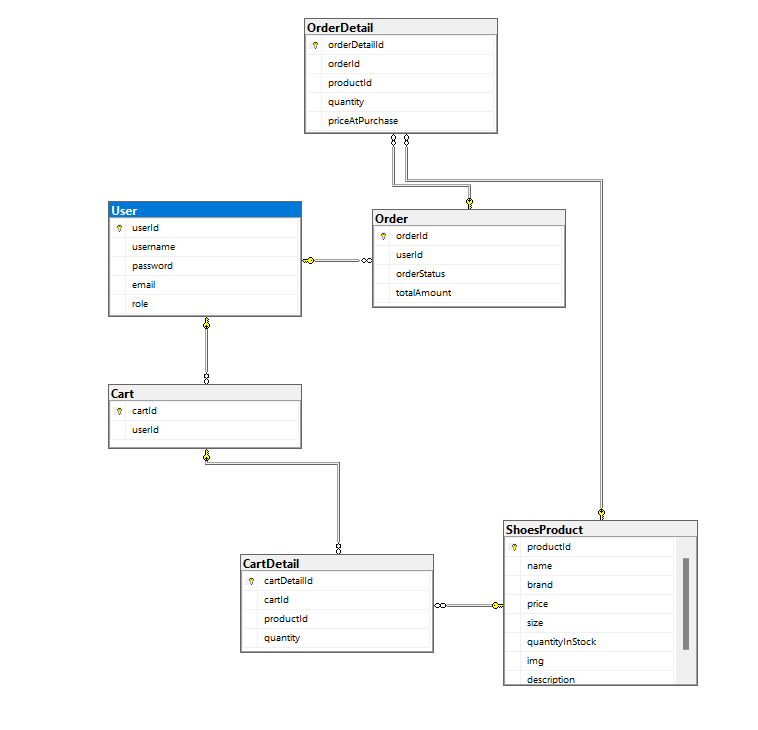 OrderDetail
orderDetailId
orderId
productId
quantity
priceAtPurchase
User
userId
username
password
email
role
Order
orderId
userId
orderStatus
totalAmount
Cart
cartId
userId
CartDetail
cartDetailId
cartId
productId
quantity
ShoesProduct
productId
name
brand
price
size
quantityInStock
img
description